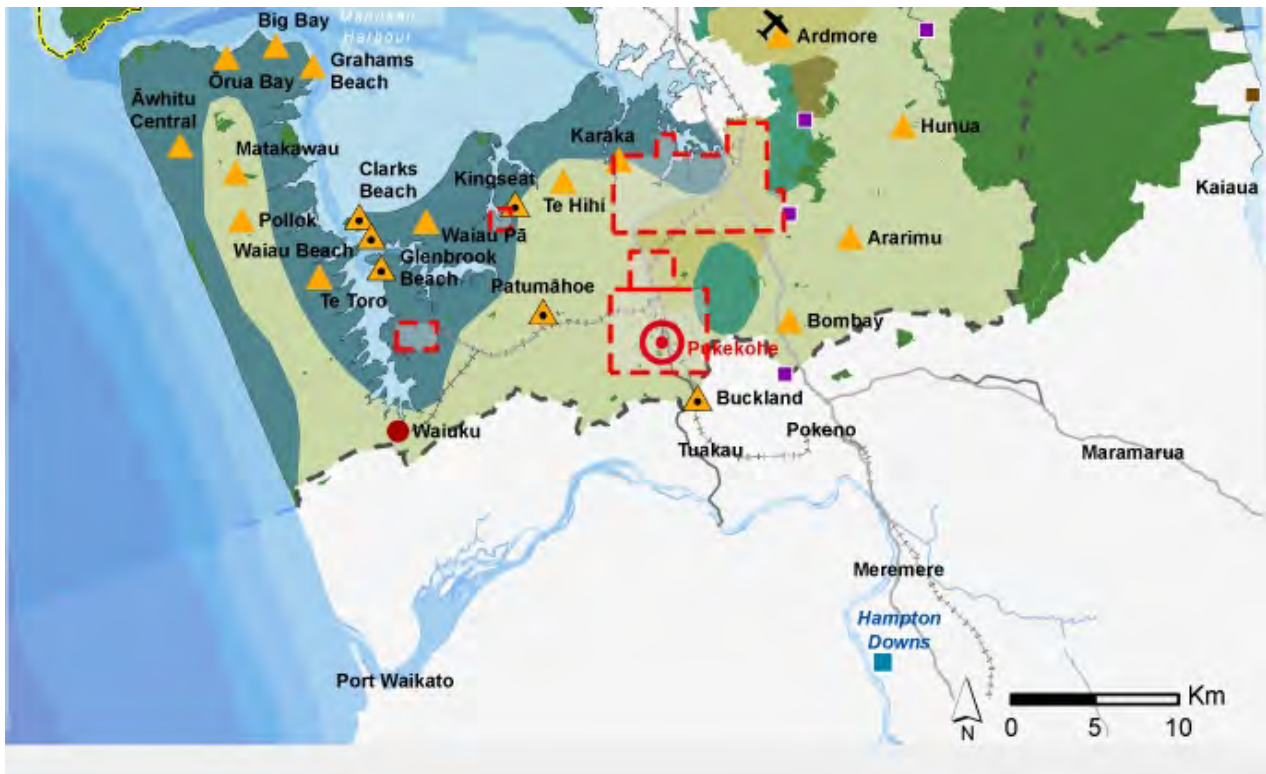 Big Bay
Manukau
Harbour
Ardmore
Ōrua Bay
Grahams
Beach
Āwhitu
Central
Hunua
Karaka
Matakawau
Clarks
Beach
Kingseat
Kaiaua
Te Hihi
Pollok
Waiau Pā
Waiau Beach
Glenbrook
Beach
Ararimu
Te Toro
Patumāhoe
Bombay
Pukekohe
Buckland
Waiuku
Pokeno
Tuakau
Maramarua
Meremere
Hampton
Downs
Port Waikato
Km
0 5 10
N